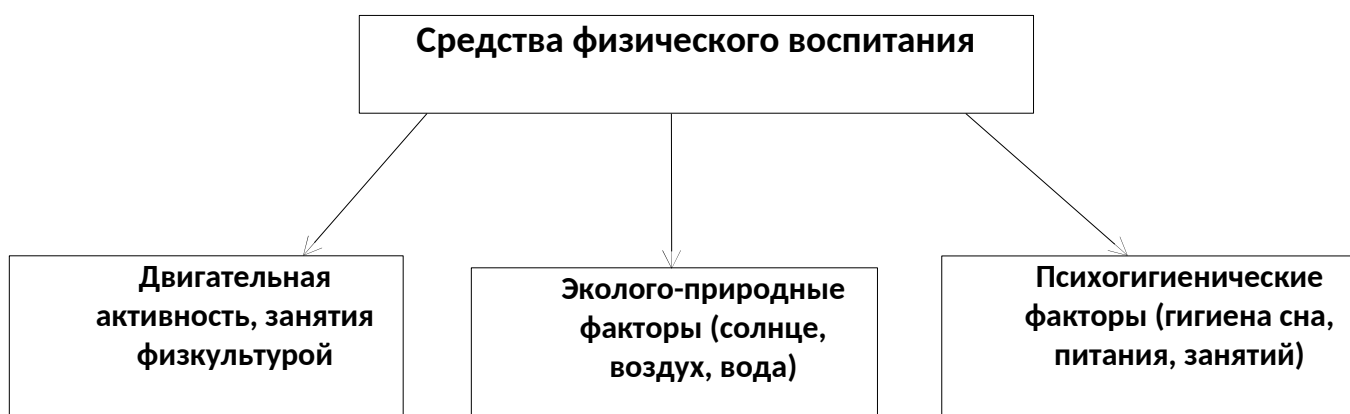 Средства физического воспитания
Двигательная
активность, занятия
физкультурой
Эколого-природные
факторы (солнце,
воздух, вода)
Психогигиенические
факторы (гигиена сна,
питания, занятий)